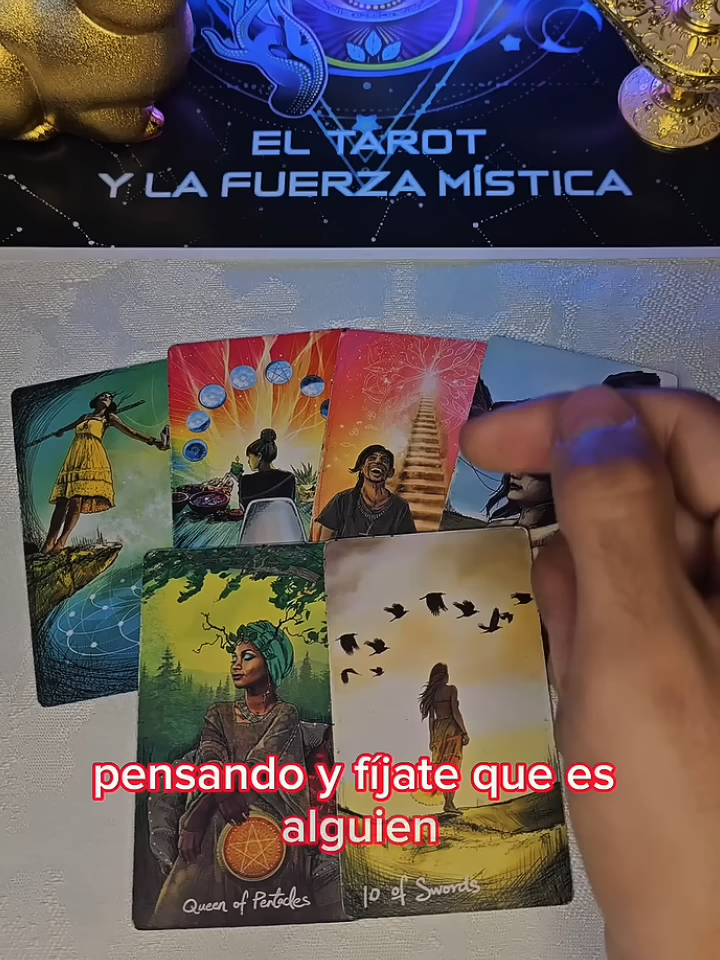 EL TAROT
Y LA FUERZA MÍSTICA
pensando y fíjate que es
alguien
Queen of Pentacles
10 of Swords